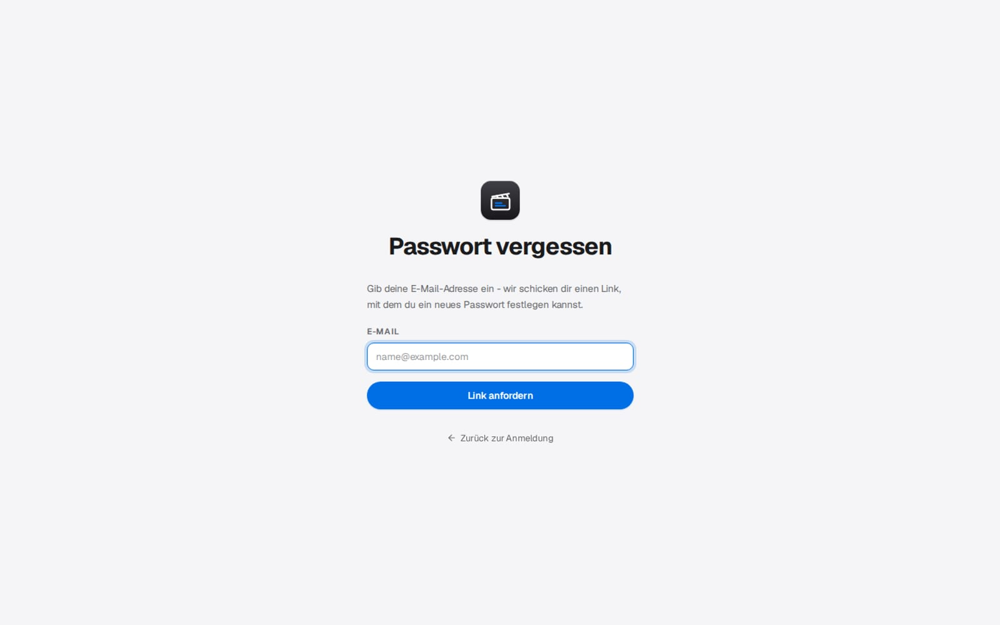 Passwort vergessen
Gib deine E-Mail-Adresse ein - wir schicken dir einen Link,
mit dem du ein neues Passwort festlegen kannst.
E-MAIL
name@example.com
Link anfordern
← Zurück zur Anmeldung